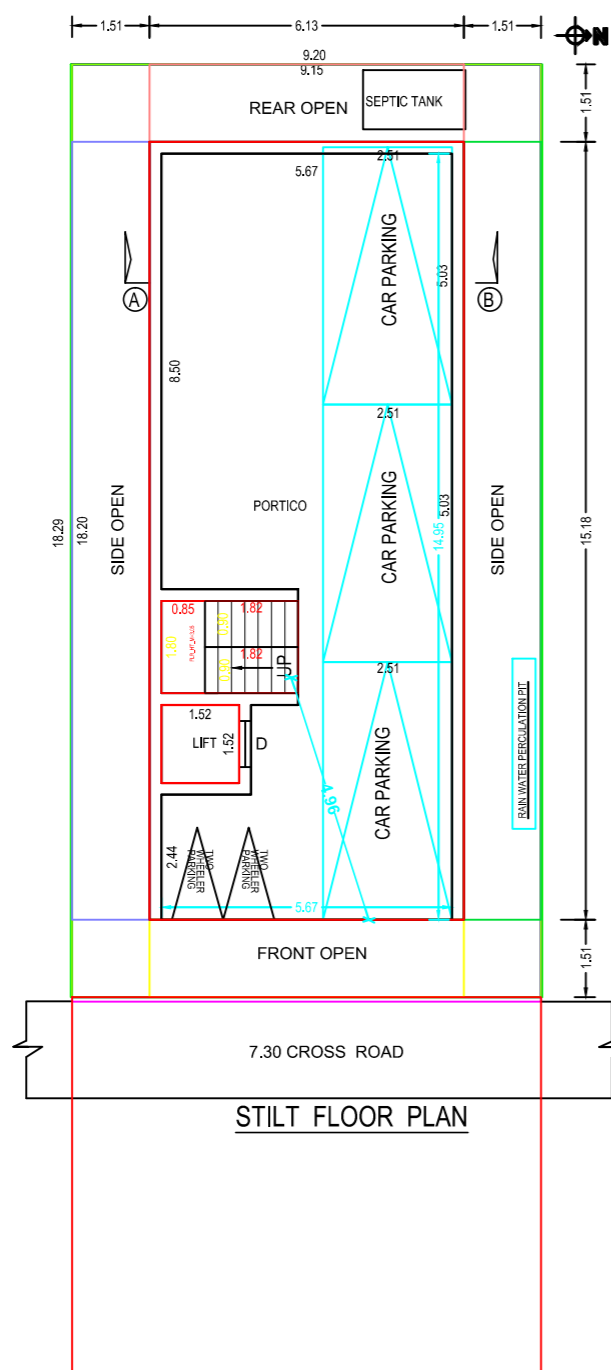 1.51 6.13 1.51
N
9.20
9.15
REAR OPEN
SEPTIC TANK
1.51
2.51
5.67
CAR PARKING
5.03
A
B
8.50
2.51
SIDE OPEN
PORTICO
CAR PARKING
5.03
14.95
SIDE OPEN
18.29
18.20
15.18
0.85
1.82
0.90
1.80
1.82
0.90
UP
2.51
1.52
LIFT
1.52
D
CAR PARKING
4.96
RAIN WATER PERCULATION PIT
2.44
TWO
WHEELER
PARKING
TWO
WHEELER
PARKING
5.67
FRONT OPEN
1.51
7.30 CROSS ROAD
STILT FLOOR PLAN